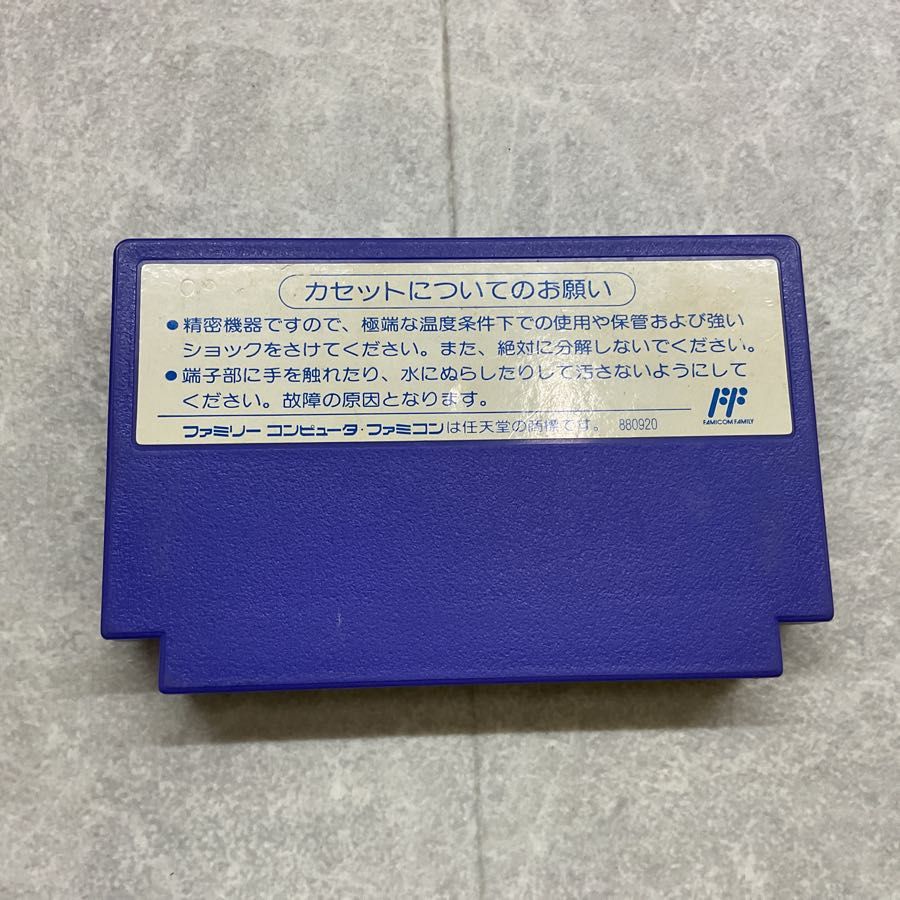 カセットについてのお願い
●精密機器ですので、極端な温度条件下での使用や保管および強い
ショックをさけてください。また、絶対に分解しないでください。
●端子部に手を触れたり、水にぬらしたりして汚さないようにして
ください。故障の原因となります。
ファミリー コンピュータ・ファミコンは任天堂の商標です。 880920
FF
FAMICOM FAMILY